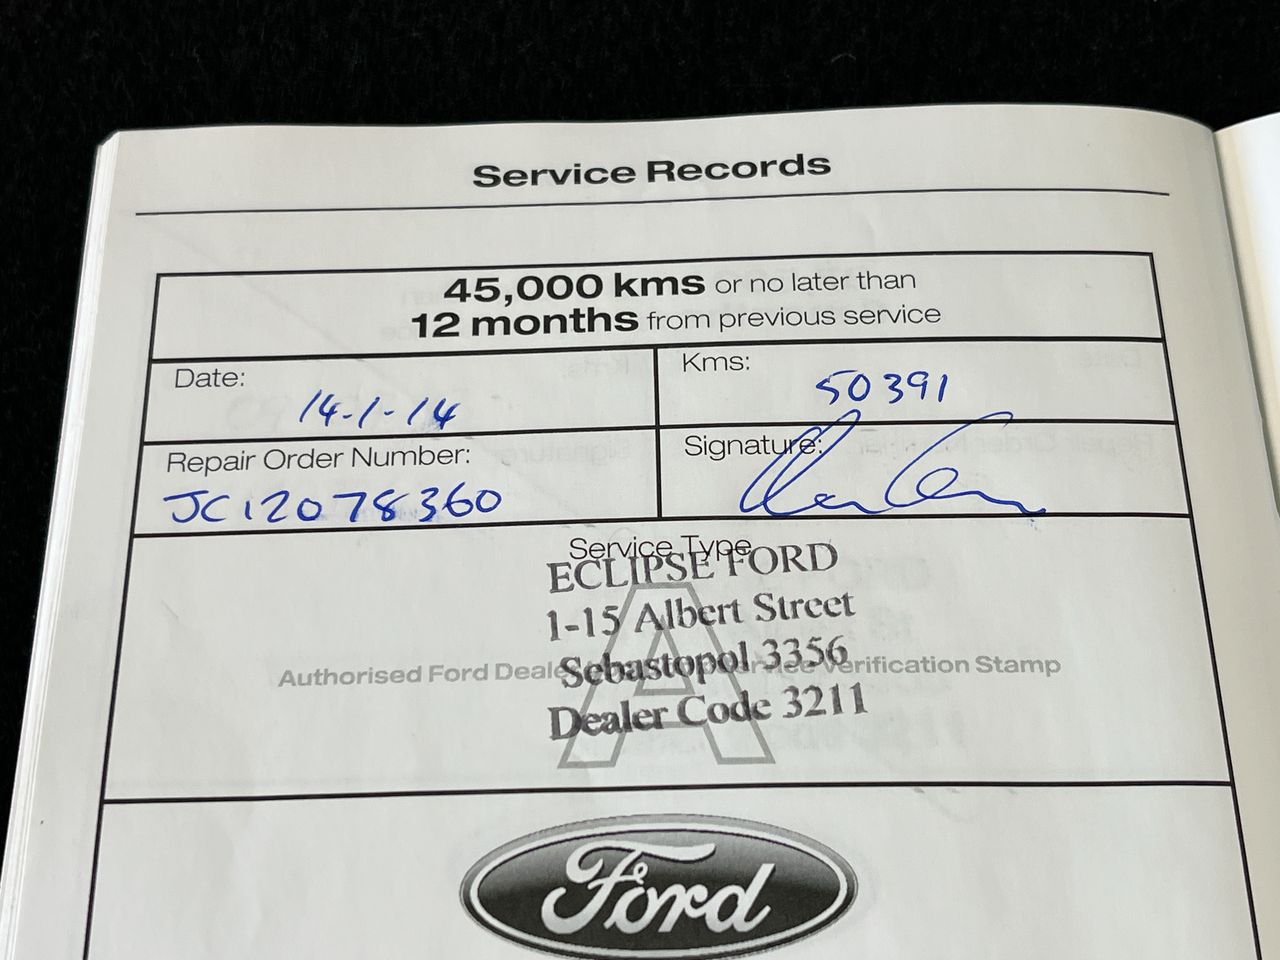 Service Records
45,000 kms or no later than
12 months from previous service
Date:
14-1-14
Kms:
50391
Repair Order Number:
JC12078360
Signature:
Service Type
A
ECLIPSE FORD
1-15 Albert Street
Sebastopol 3356
Dealer Code 3211
Authorised Ford Dealer Verification Stamp
Ford